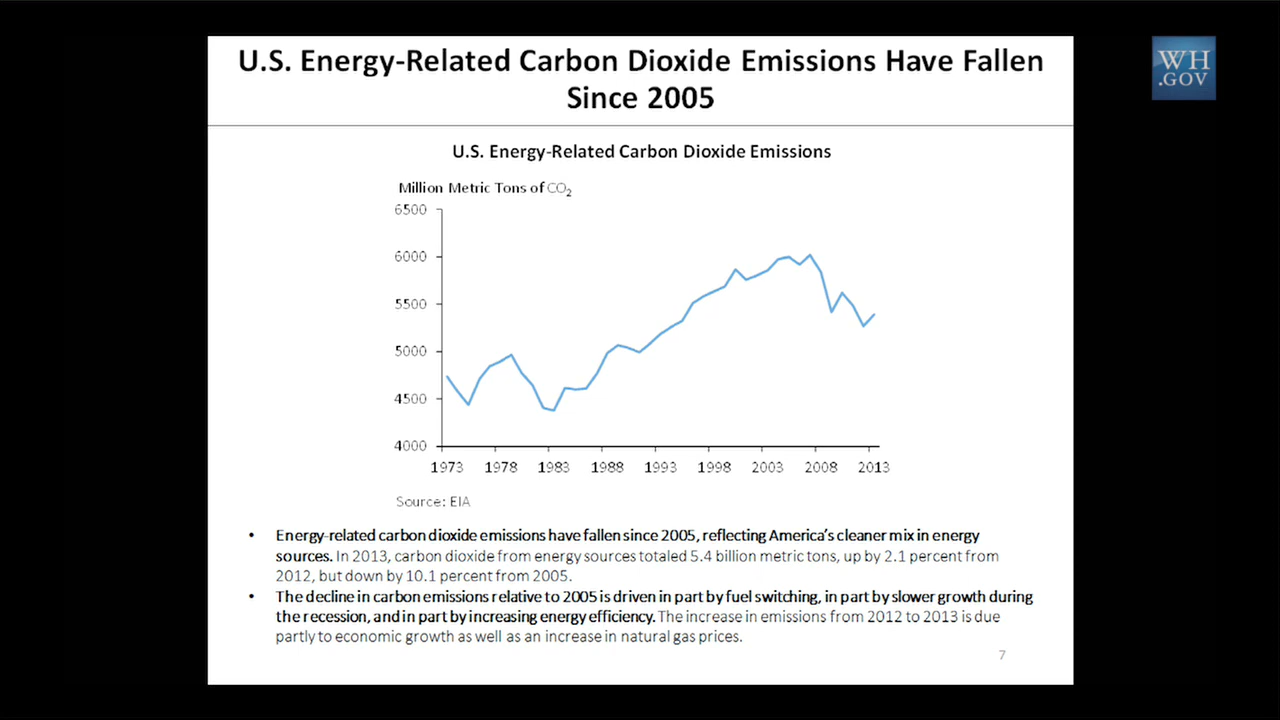 U.S. Energy-Related Carbon Dioxide Emissions Have Fallen
Since 2005
WH
.GOV
U.S. Energy-Related Carbon Dioxide Emissions
Million Metric Tons of CO₂
6500
6000
5500
5000
4500
4000
1973 1978 1983 1988 1993 1998 2003 2008 2013
Source: EIA
• Energy-related carbon dioxide emissions have fallen since 2005, reflecting America's cleaner mix in energy
sources. In 2013, carbon dioxide from energy sources totaled 5.4 billion metric tons, up by 2.1 percent from
2012, but down by 10.1 percent from 2005.
• The decline in carbon emissions relative to 2005 is driven in part by fuel switching, in part by slower growth during
the recession, and in part by increasing energy efficiency. The increase in emissions from 2012 to 2013 is due
partly to economic growth as well as an increase in natural gas prices.
7